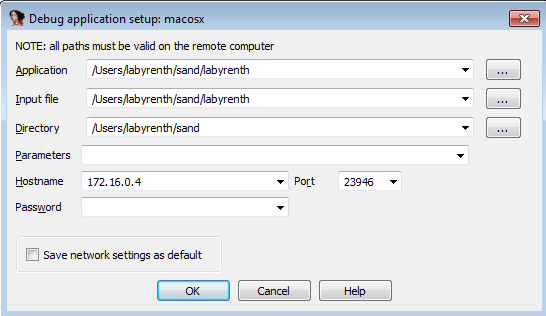 Debug application setup: macosx
NOTE: all paths must be valid on the remote computer
Application /Users/labyrenth/sand/labyrenth ...
Input file /Users/labyrenth/sand/labyrenth ...
Directory /Users/labyrenth/sand ...
Parameters
Hostname 172.16.0.4 Port 23946
Password
Save network settings as default
OK Cancel Help